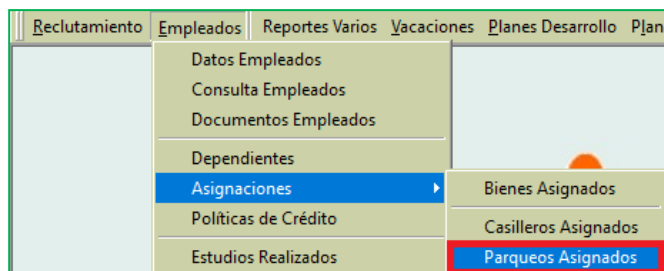 Reclutamiento Empleados Reportes Varios Vacaciones Planes Desarrollo Plan
Datos Empleados
Consulta Empleados
Documentos Empleados
Dependientes
Asignaciones
Bienes Asignados
Políticas de Crédito
Casilleros Asignados
Estudios Realizados
Parqueos Asignados